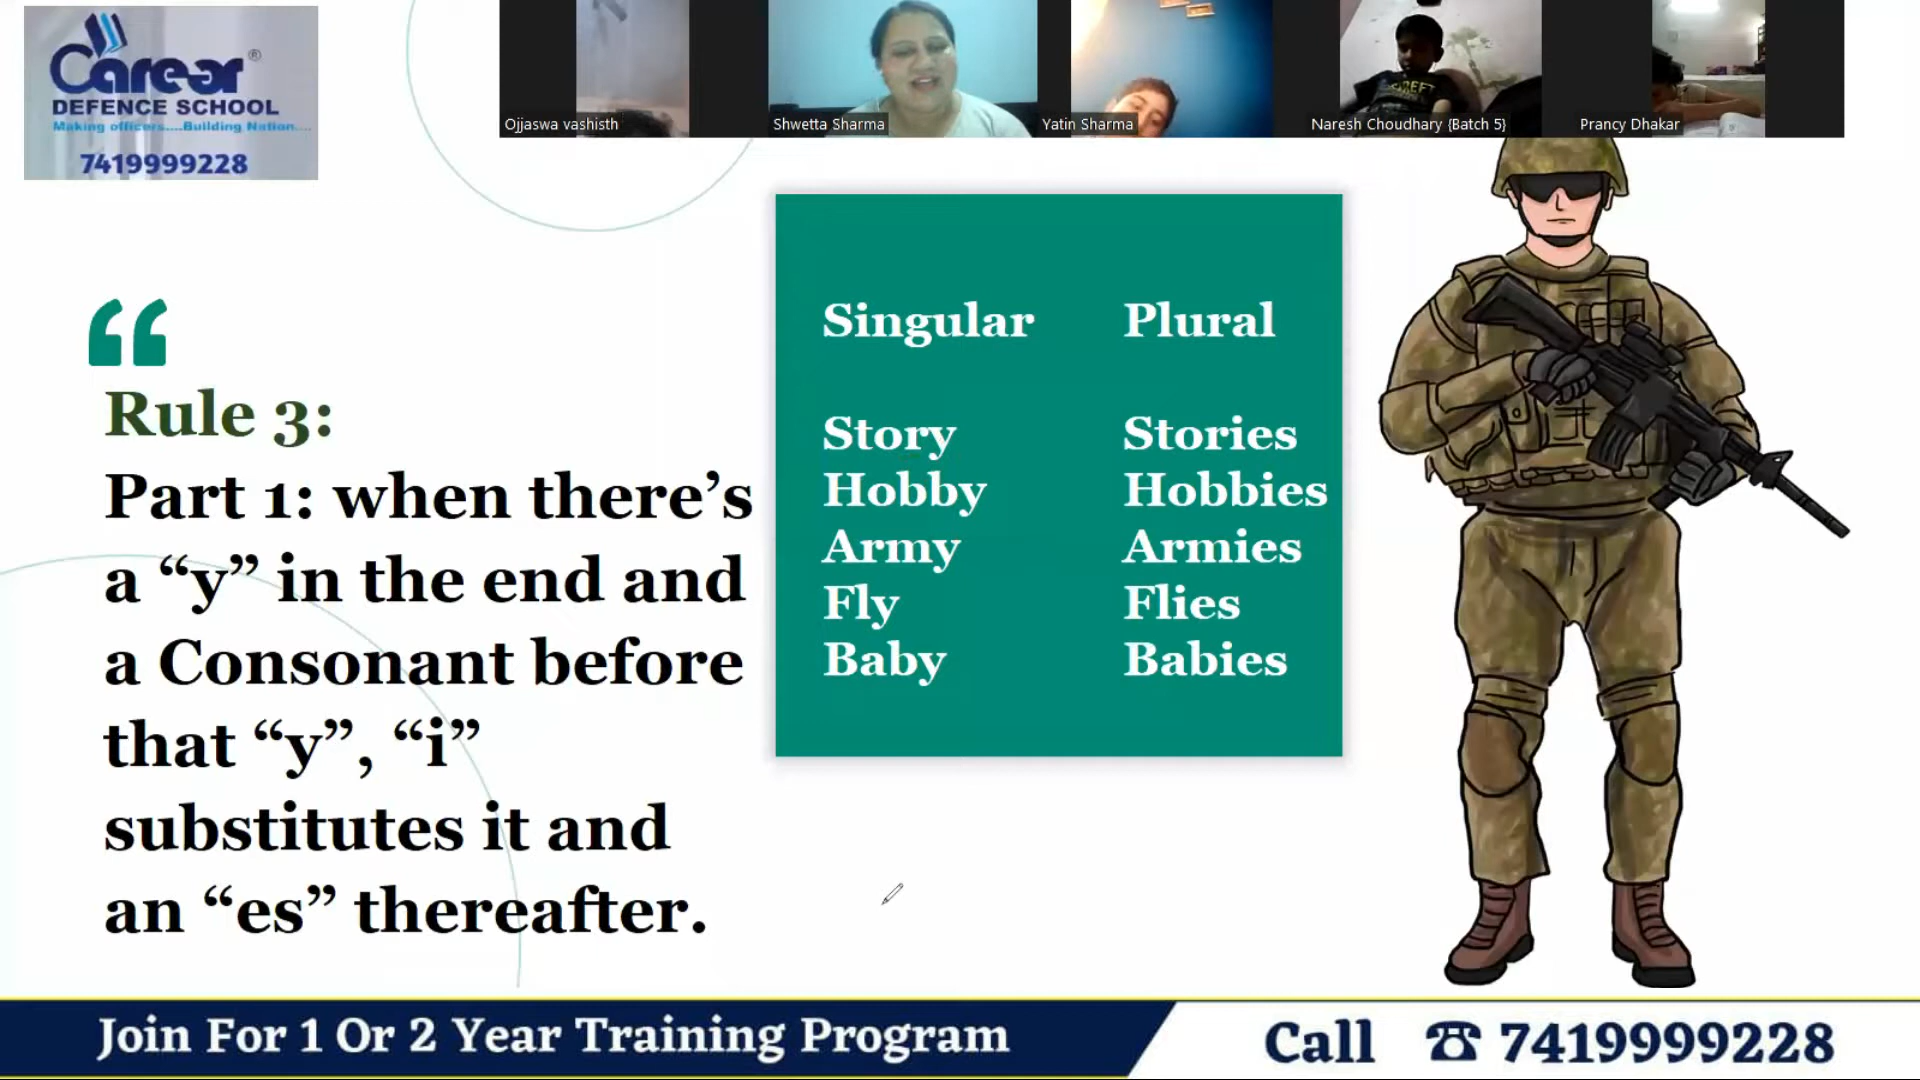 Carear®
DEFENCE SCHOOL
Making officers....Building Nation....
7419999228
Ojjaswa vashisth
Shwetta Sharma
Yatin Sharma
Naresh Choudhary {Batch 5}
Prancy Dhakar
“
Rule 3:
Part 1: when there’s
a “y” in the end and
a Consonant before
that “y”, “i”
substitutes it and
an “es” thereafter.
Singular Plural
Story Stories
Hobby Hobbies
Army Armies
Fly Flies
Baby Babies
Join For 1 Or 2 Year Training Program
Call ☎ 7419999228